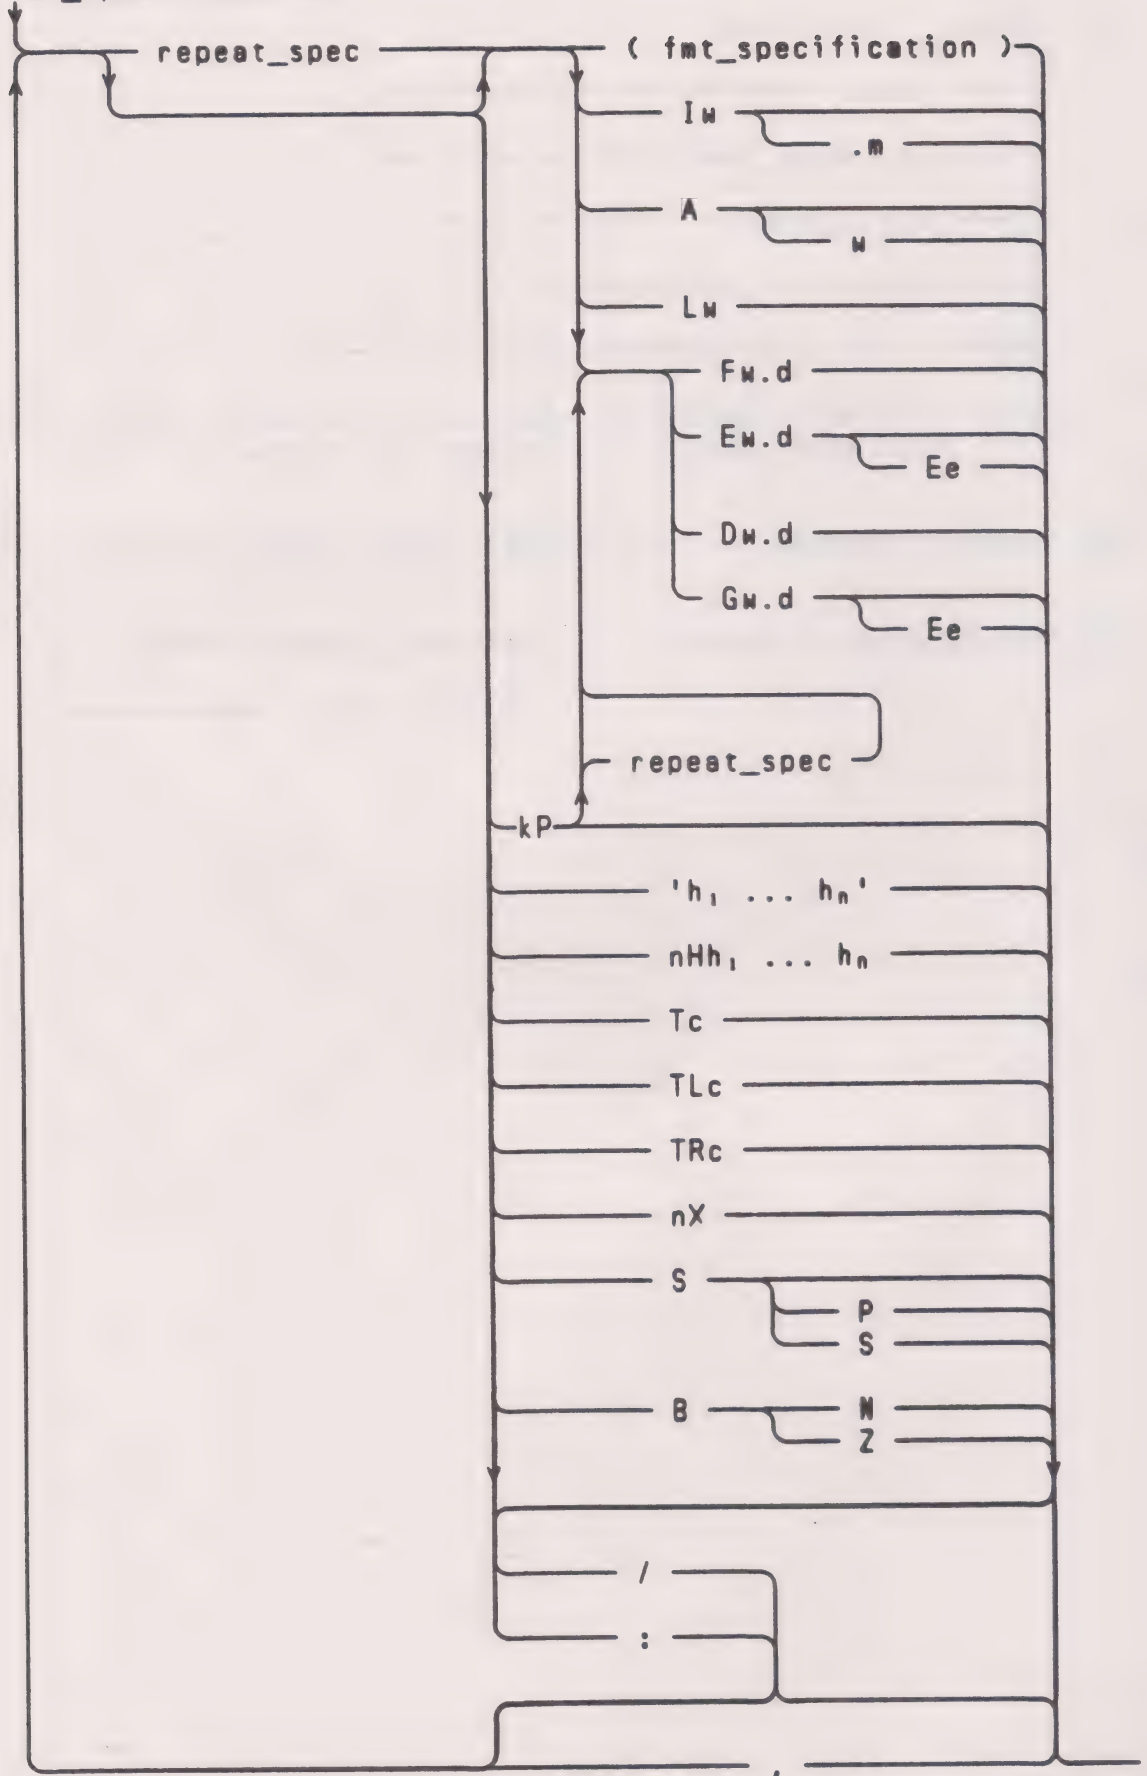 repeat_spec ( fmt_specification )
Iw
.m
A
w
Lw
Fw.d
Ew.d
Ee
Dw.d
Gw.d
Ee
repeat_spec
kP
'h₁ ... hₙ'
nHh₁ ... hₙ
Tc
TLc
TRc
nX
S
P
S
B N
Z
/
:
,